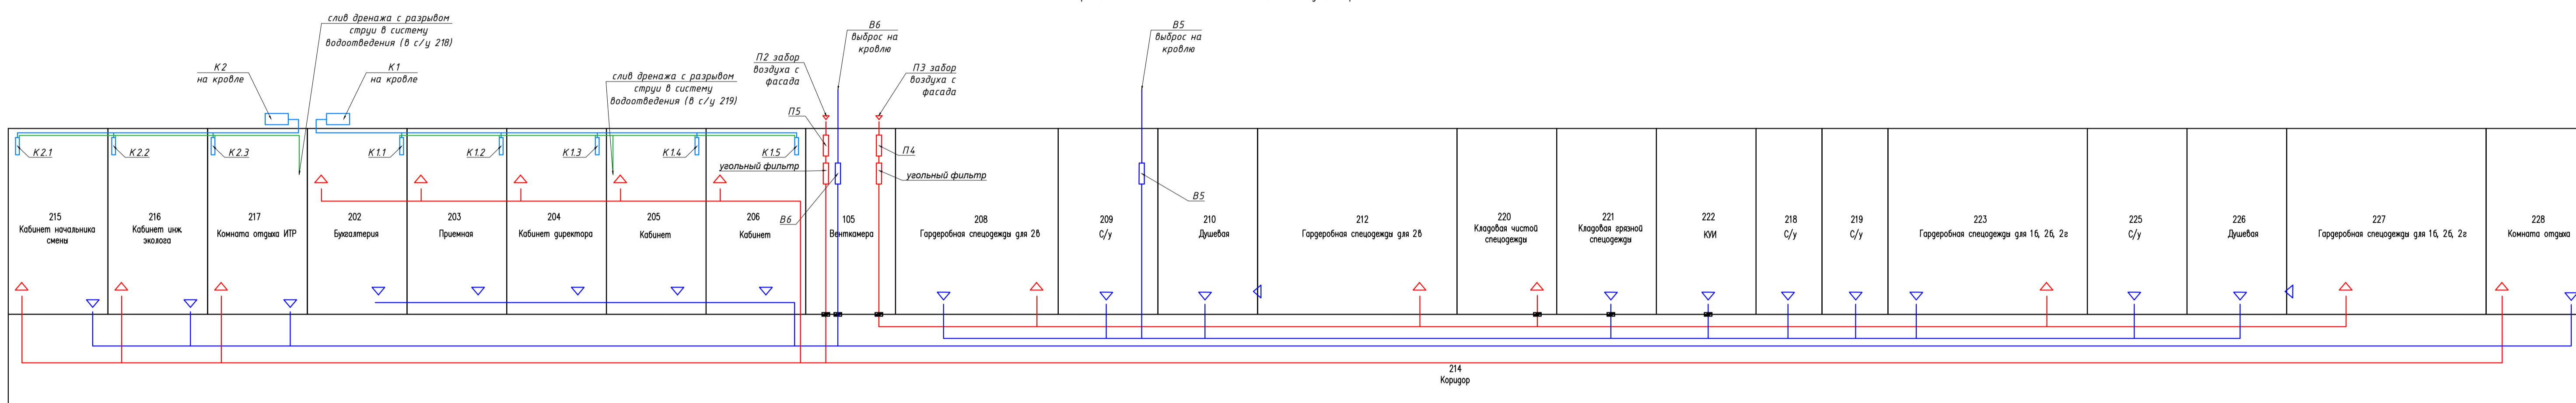 слив дренажа с разрывом
струи в систему
водоотведения (в с/у 218)
К2
на кровле
К1
на кровле
слив дренажа с разрывом
струи в систему
водоотведения (в с/у 219)
П2 забор
воздуха с
фасада
В6
выброс на
кровлю
П3 забор
воздуха с
фасада
В5
выброс на
кровлю
П5
К2.1
К2.2
К2.3
К1.1
К1.2
К1.3
К1.4
К1.5
П4
угольный фильтр
угольный фильтр
В6
В5
215
Кабинет начальника
смены
216
Кабинет инж.
эколога
217
Комната отдыха ИТР
202
Бухгалтерия
203
Приемная
204
Кабинет директора
205
Кабинет
206
Кабинет
105
Венткамера
208
Гардеробная спецодежды для 2в
209
С/у
210
Душевая
212
Гардеробная спецодежды для 2в
220
Кладовая чистой
спецодежды
221
Кладовая грязной
спецодежды
222
КУИ
218
С/у
219
С/у
223
Гардеробная спецодежды для 1б, 2б, 2г
225
С/у
226
Душевая
227
Гардеробная спецодежды для 1б, 2б, 2г
228
Комната отдыха
214
Коридор